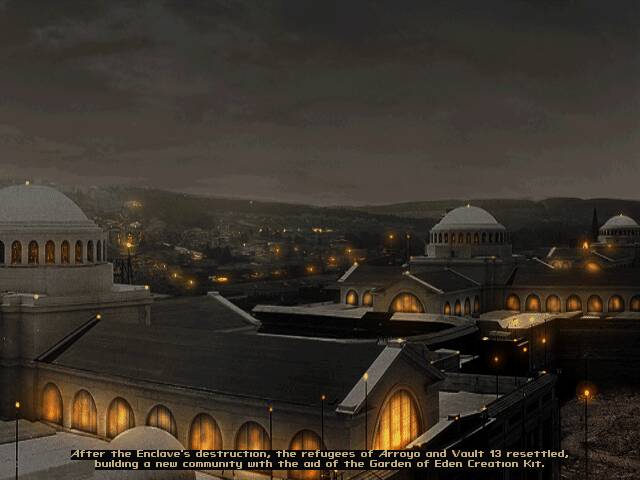 After the Enclave's destruction, the refugees of Arroyo and Vault 13 resettled,
building a new community with the aid of the Garden of Eden Creation Kit.